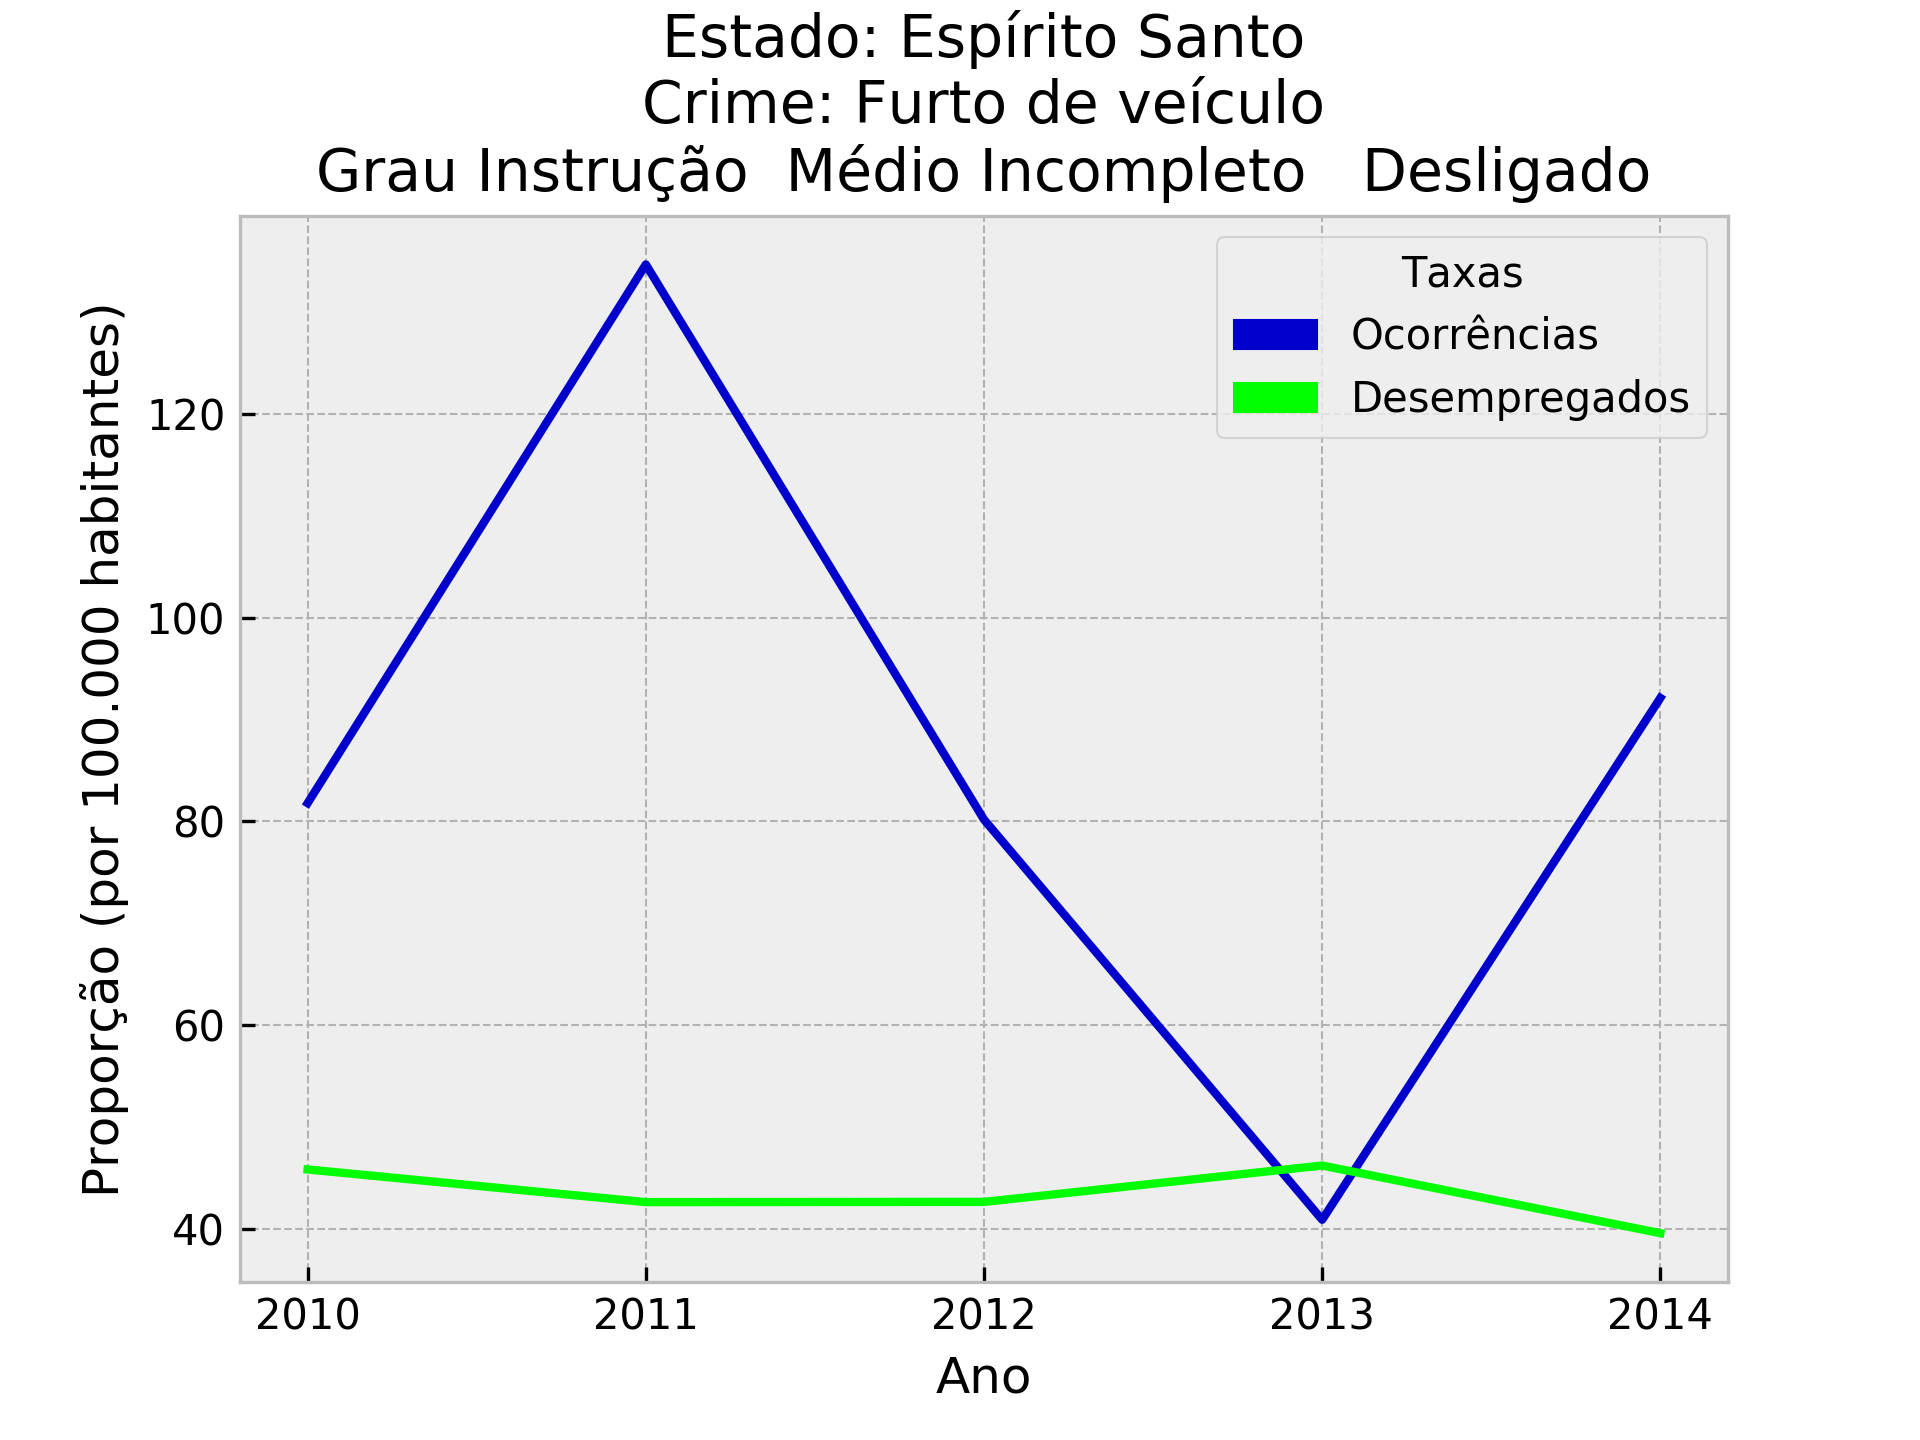 Estado: Espírito Santo
Crime: Furto de veículo
Grau Instrução  Médio Incompleto   Desligado
Taxas
Ocorrências
Desempregados
Proporção (por 100.000 habitantes)
120
100
80
60
40
2010 2011 2012 2013 2014
Ano